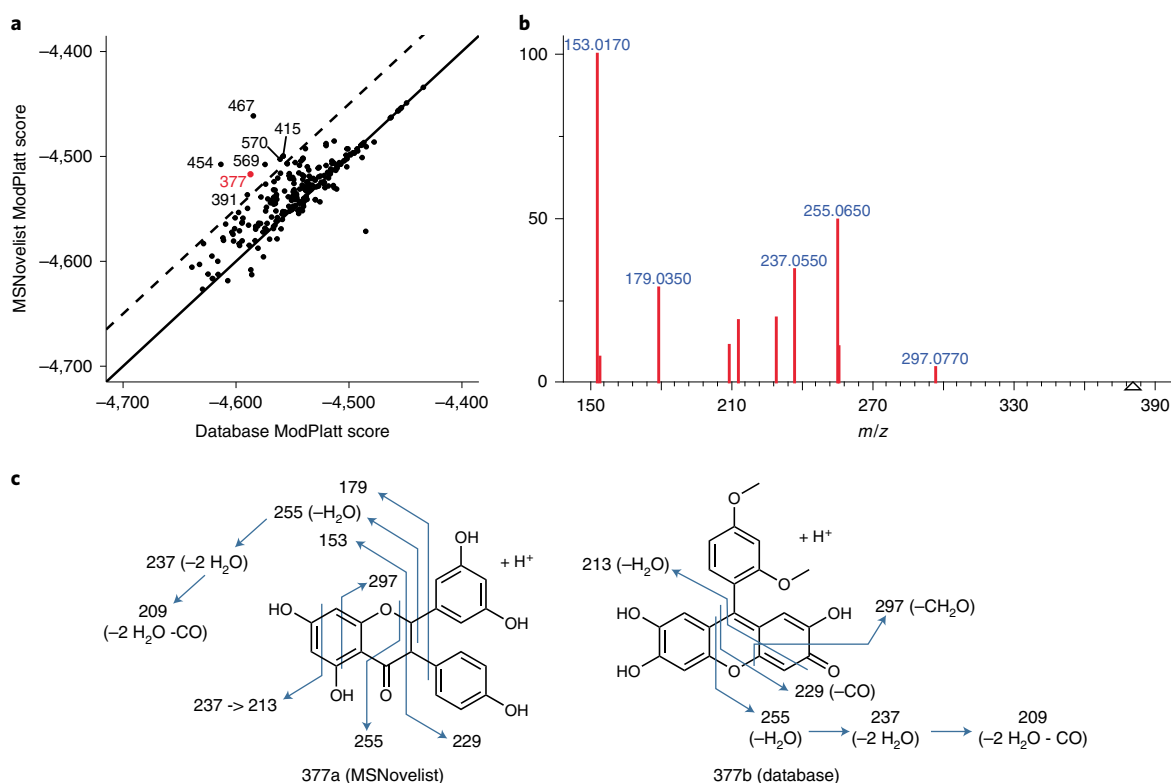 a
–4,400
–4,500
–4,600
–4,700
MSNovelist ModPlatt score
467
415
570
454
569
377
391
–4,700
–4,600
–4,500
–4,400
Database ModPlatt score
b
100
50
0
153.0170
179.0350
237.0550
255.0650
297.0770
150
210
270
330
390
m/z
c
179
255 (–H2O)
153
237 (–2 H2O)
297
209
(–2 H2O -CO)
OH
+ H+
HO
O
OH
OH
O
OH
237 -> 213
255
229
377a (MSNovelist)
O
+ H+
213 (–H2O)
O
HO
OH
297 (–CH2O)
HO
O
O
229 (–CO)
255
(–H2O)
237
(–2 H2O)
209
(–2 H2O - CO)
377b (database)